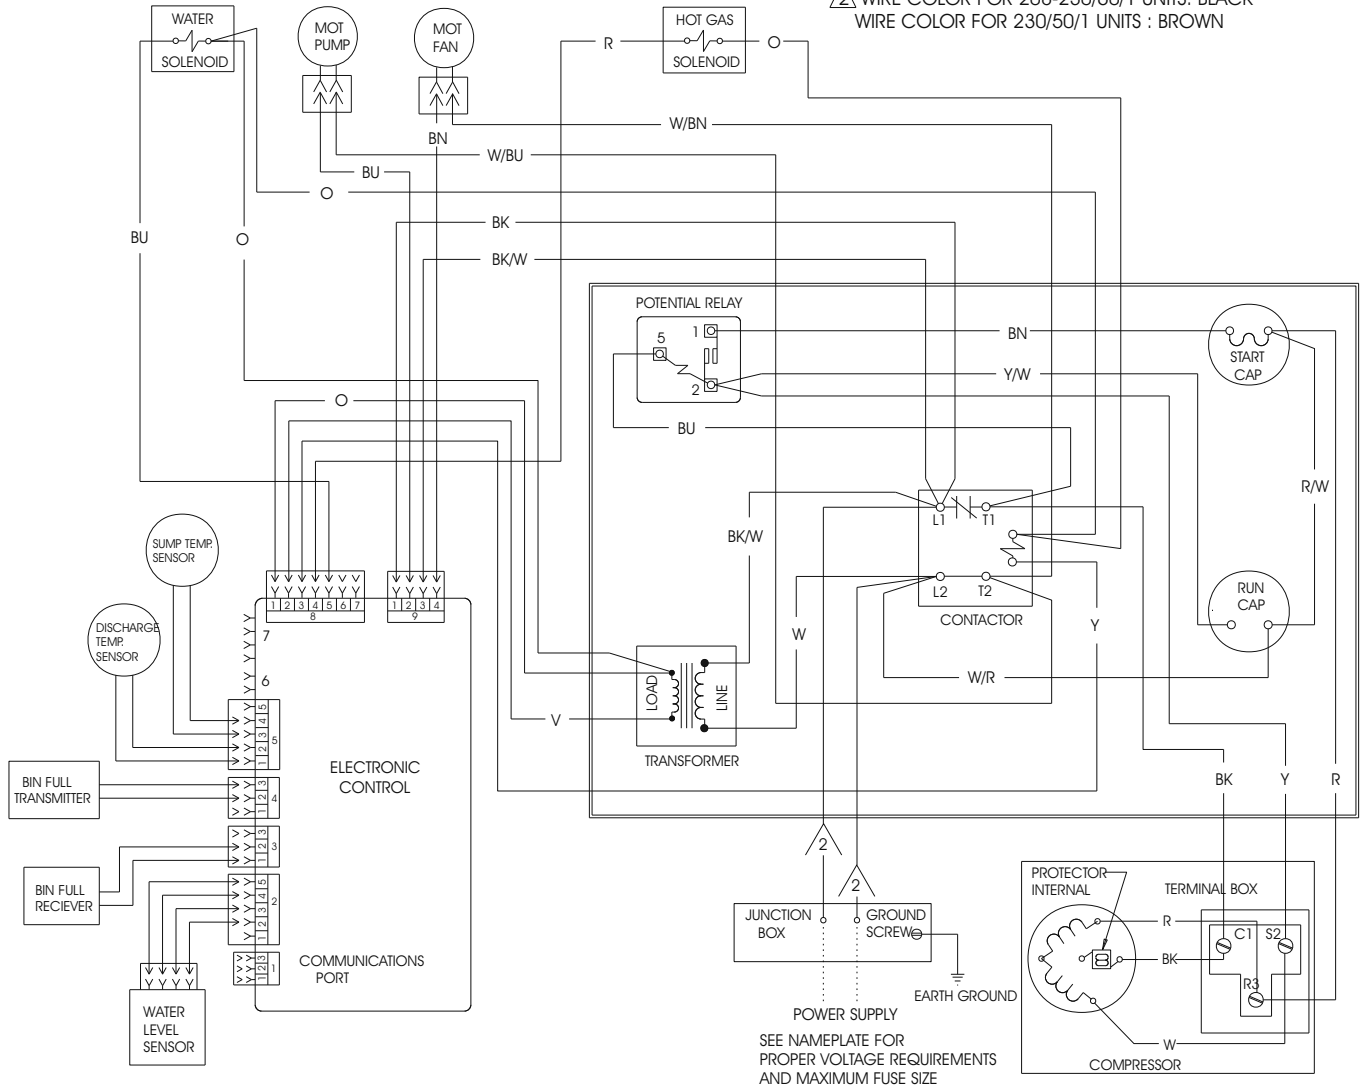 2 WIRE COLOR FOR 208-230/60/1 UNITS: BLACK
WIRE COLOR FOR 230/50/1 UNITS : BROWN
WATER
SOLENOID
MOT
PUMP
MOT
FAN
HOT GAS
SOLENOID
R
O
BN
W/BN
W/BU
BU
O
BK
BK/W
BU
O
O
POTENTIAL RELAY
5
1
2
BN
Y/W
BU
START
CAP
R/W
RUN
CAP
L1
T1
L2
T2
CONTACTOR
BK/W
W
Y
W/R
LOAD
LINE
TRANSFORMER
V
BK
Y
R
SUMP TEMP.
SENSOR
DISCHARGE
TEMP.
SENSOR
1 2 3 4 5 6 7
8
1 2 3 4
9
7
6
5
4
3
2
1
5
3
2
1
4
3
2
1
3
5
4
3
2
1
2
3
2
1
1
BIN FULL
TRANSMITTER
BIN FULL
RECIEVER
WATER
LEVEL
SENSOR
ELECTRONIC
CONTROL
COMMUNICATIONS
PORT
2
2
JUNCTION
BOX
GROUND
SCREW
EARTH GROUND
POWER SUPPLY
SEE NAMEPLATE FOR
PROPER VOLTAGE REQUIREMENTS
AND MAXIMUM FUSE SIZE
PROTECTOR
INTERNAL
TERMINAL BOX
R
BK
W
C1
S2
R3
COMPRESSOR